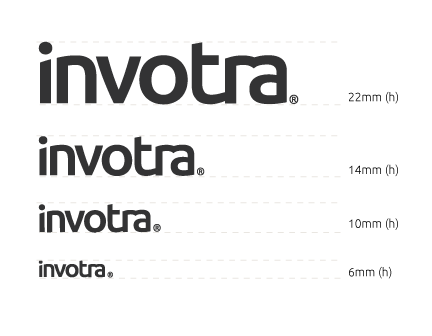 invotra®
22mm (h)
invotra®
14mm (h)
invotra®
10mm (h)
invotra®
6mm (h)